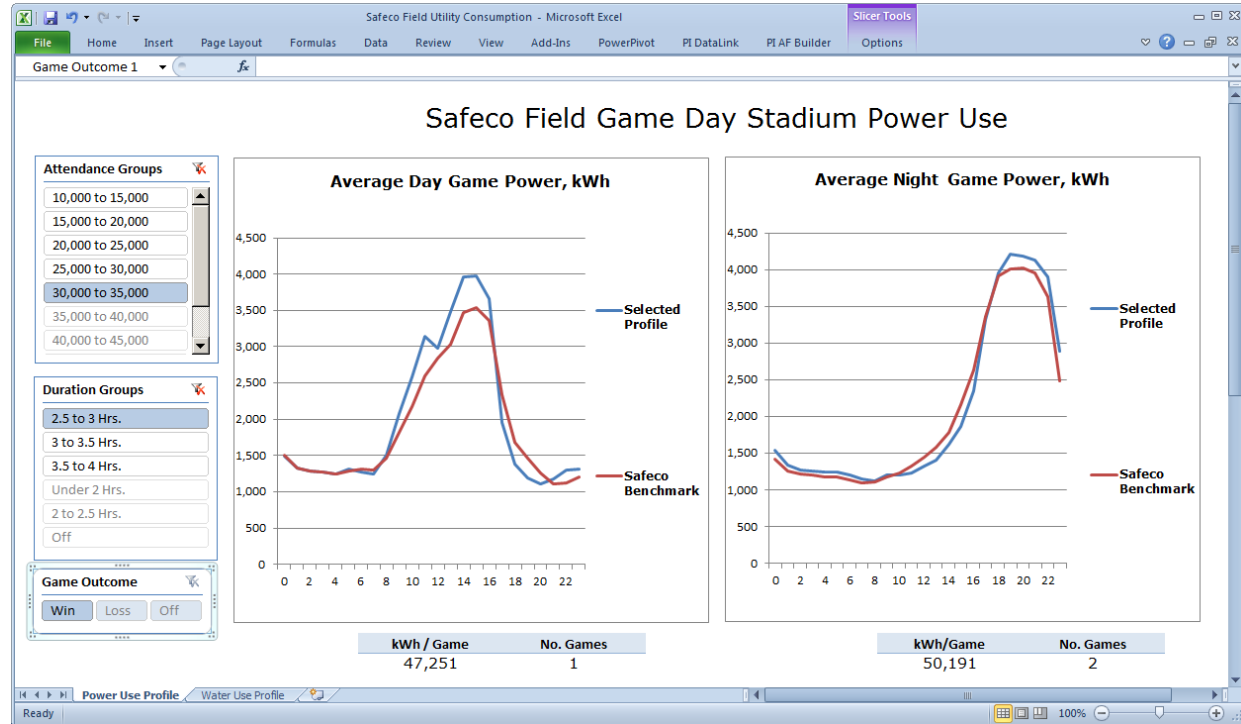 Safeco Field Utility Consumption - Microsoft Excel
Slicer Tools
File Home Insert Page Layout Formulas Data Review View Add-Ins PowerPivot PI DataLink PI AF Builder Options
Game Outcome 1 fx
Safeco Field Game Day Stadium Power Use
Attendance Groups
10,000 to 15,000
15,000 to 20,000
20,000 to 25,000
25,000 to 30,000
30,000 to 35,000
35,000 to 40,000
40,000 to 45,000
Duration Groups
2.5 to 3 Hrs.
3 to 3.5 Hrs.
3.5 to 4 Hrs.
Under 2 Hrs.
2 to 2.5 Hrs.
Off
Game Outcome
Win Loss Off
Average Day Game Power, kWh
4,500
4,000
3,500
3,000
2,500
2,000
1,500
1,000
500
0
0 2 4 6 8 10 12 14 16 18 20 22
Selected
Profile
Safeco
Benchmark
kWh / Game No. Games
47,251 1
Average Night Game Power, kWh
4,500
4,000
3,500
3,000
2,500
2,000
1,500
1,000
500
0
0 2 4 6 8 10 12 14 16 18 20 22
Selected
Profile
Safeco
Benchmark
kWh/Game No. Games
50,191 2
Power Use Profile Water Use Profile
Ready 100%